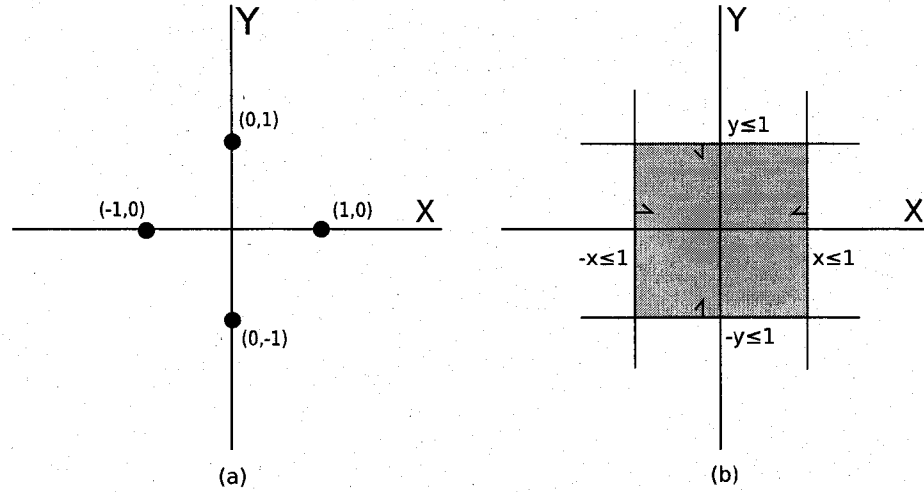 Y
(0,1)
(-1,0)
(1,0)
X
(0,-1)
(a)
Y
y≤1
X
-x≤1
x≤1
-y≤1
(b)